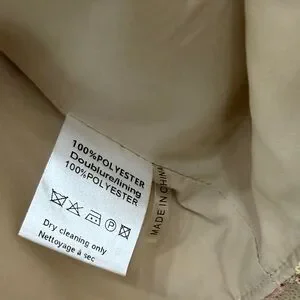 100%POLYESTER
Doublure/lining
100%POLYESTER
Dry cleaning only
Nettoyage à sec
MADE IN CHINA